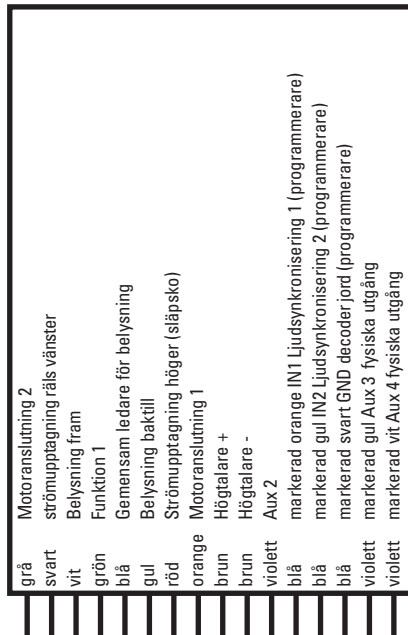 grå Motoranslutning 2
svart strömupptagning räls vänster
vit Belysning fram
grön Funktion 1
blå Gemensam ledare för belysning
gul Belysning baktill
röd Strömupptagning höger (släpsko)
orange Motoranslutning 1
brun Högtalare +
brun Högtalare -
violett Aux 2
blå markerad orange IN1 Ljudsynkronisering 1 (programmerare)
blå markerad gul IN2 Ljudsynkronisering 2 (programmerare)
blå markerad svart GND decoder jord (programmerare)
violett markerad gul Aux 3 fysiska utgång
violett markerad vit Aux 4 fysiska utgång